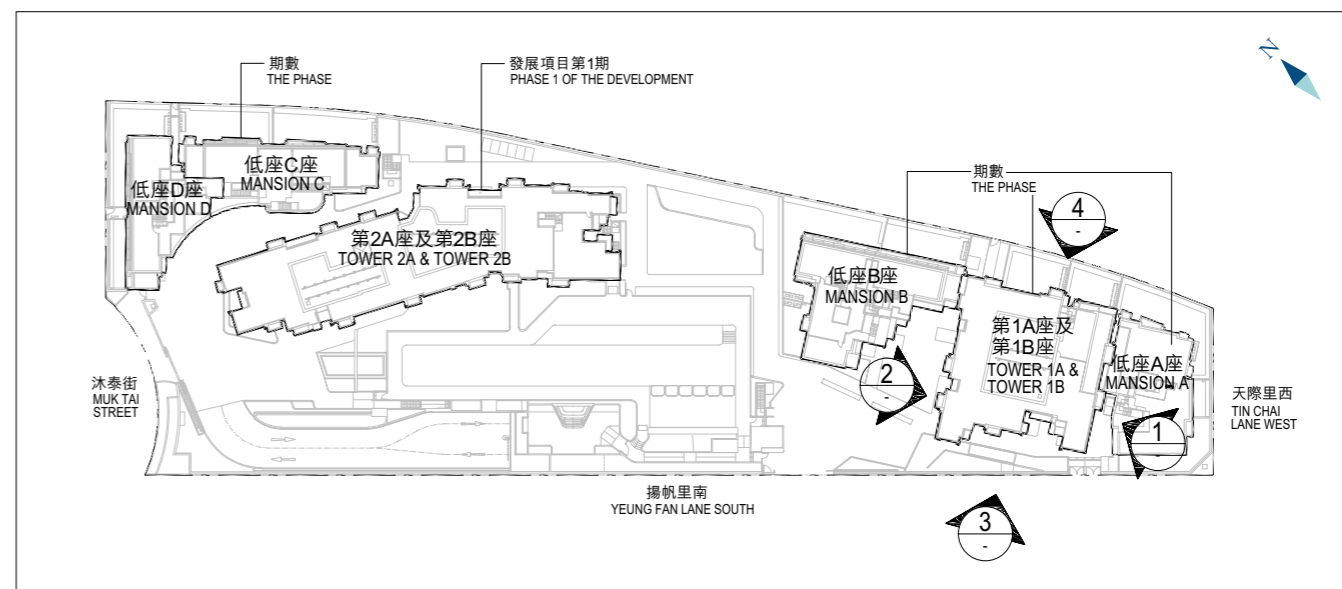 N
期數
THE PHASE
發展項目第1期
PHASE 1 OF THE DEVELOPMENT
低座C座
MANSION C
低座D座
MANSION D
第2A座及第2B座
TOWER 2A & TOWER 2B
期數
THE PHASE
4
-
低座B座
MANSION B
第1A座及
第1B座
TOWER 1A &
TOWER 1B
低座A座
MANSION A
2
-
沐泰街
MUK TAI
STREET
天際里西
TIN CHAI
LANE WEST
1
-
揚帆里南
YEUNG FAN LANE SOUTH
3
-